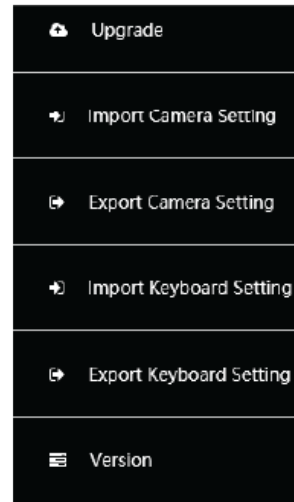 Upgrade
Import Camera Setting
Export Camera Setting
Import Keyboard Setting
Export Keyboard Setting
Version